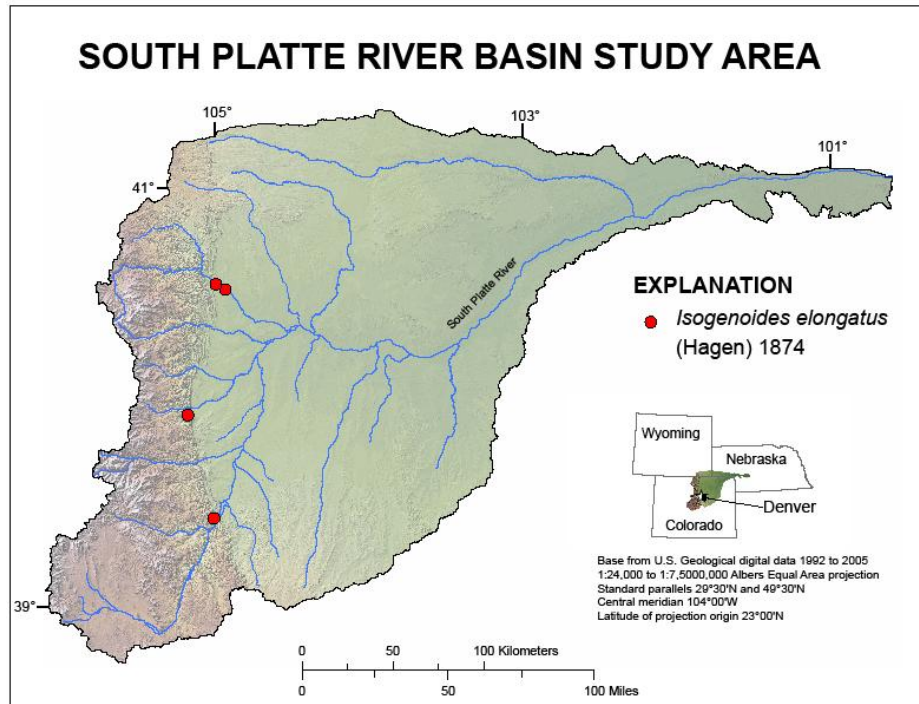 SOUTH PLATTE RIVER BASIN STUDY AREA
105°
103°
101°
41°
South Platte River
EXPLANATION
Isogenoides elongatus
(Hagen) 1874
Wyoming
Nebraska
Denver
Colorado
Base from U.S. Geological digital data 1992 to 2005
1:24,000 to 1:7,5000,000 Albers Equal Area projection
Standard parallels 29°30'N and 49°30'N
Central meridian 104°00'W
Latitude of projection origin 23°00'N
39°
0 50 100 Kilometers
0 50 100 Miles